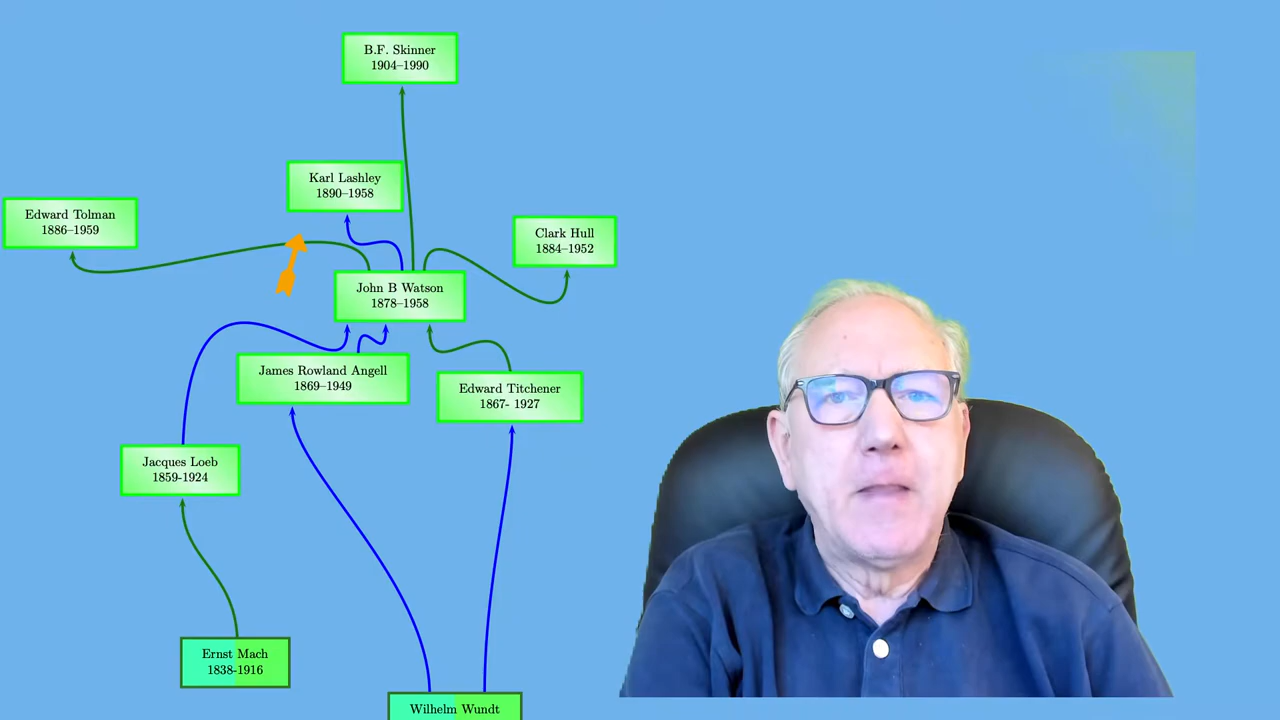 B.F. Skinner
1904–1990
Karl Lashley
1890–1958
Edward Tolman
1886–1959
Clark Hull
1884–1952
John B Watson
1878–1958
James Rowland Angell
1869–1949
Edward Titchener
1867- 1927
Jacques Loeb
1859-1924
Ernst Mach
1838-1916
Wilhelm Wundt